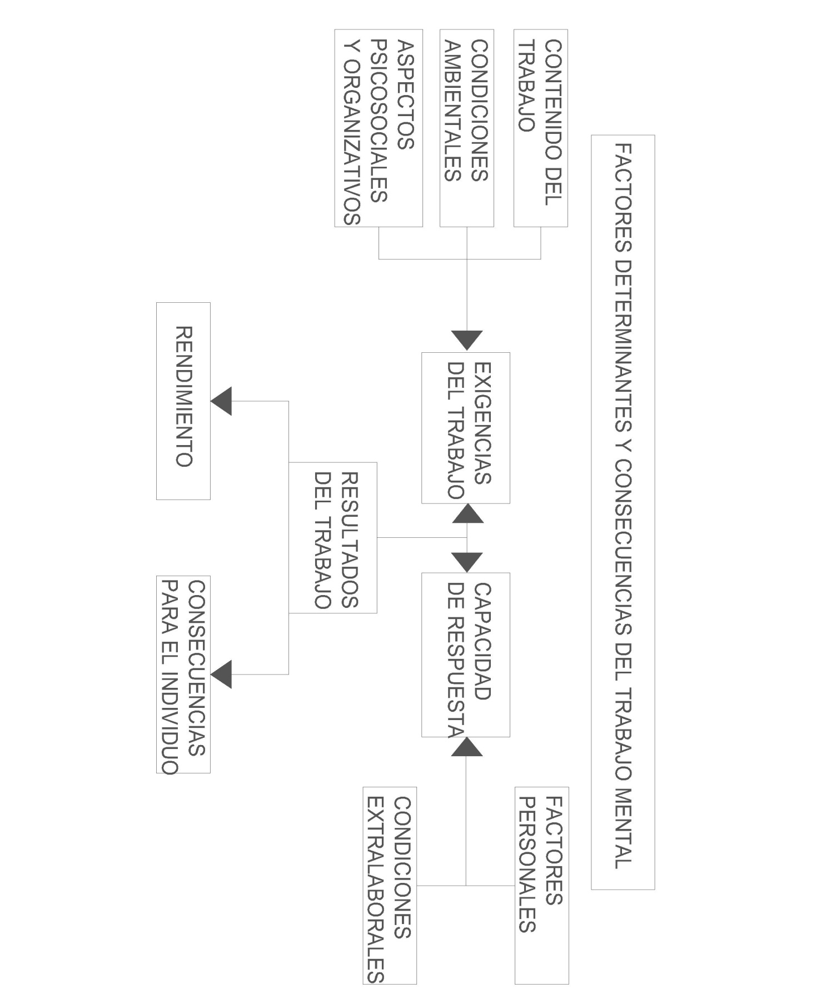 FACTORES DETERMINANTES Y CONSECUENCIAS DEL TRABAJO MENTAL
CONTENIDO DEL
TRABAJO
CONDICIONES
AMBIENTALES
ASPECTOS
PSICOSOCIALES
Y ORGANIZATIVOS
EXIGENCIAS
DEL TRABAJO
CAPACIDAD
DE RESPUESTA
FACTORES
PERSONALES
CONDICIONES
EXTRALABORALES
RESULTADOS
DEL TRABAJO
RENDIMIENTO
CONSECUENCIAS
PARA EL INDIVIDUO